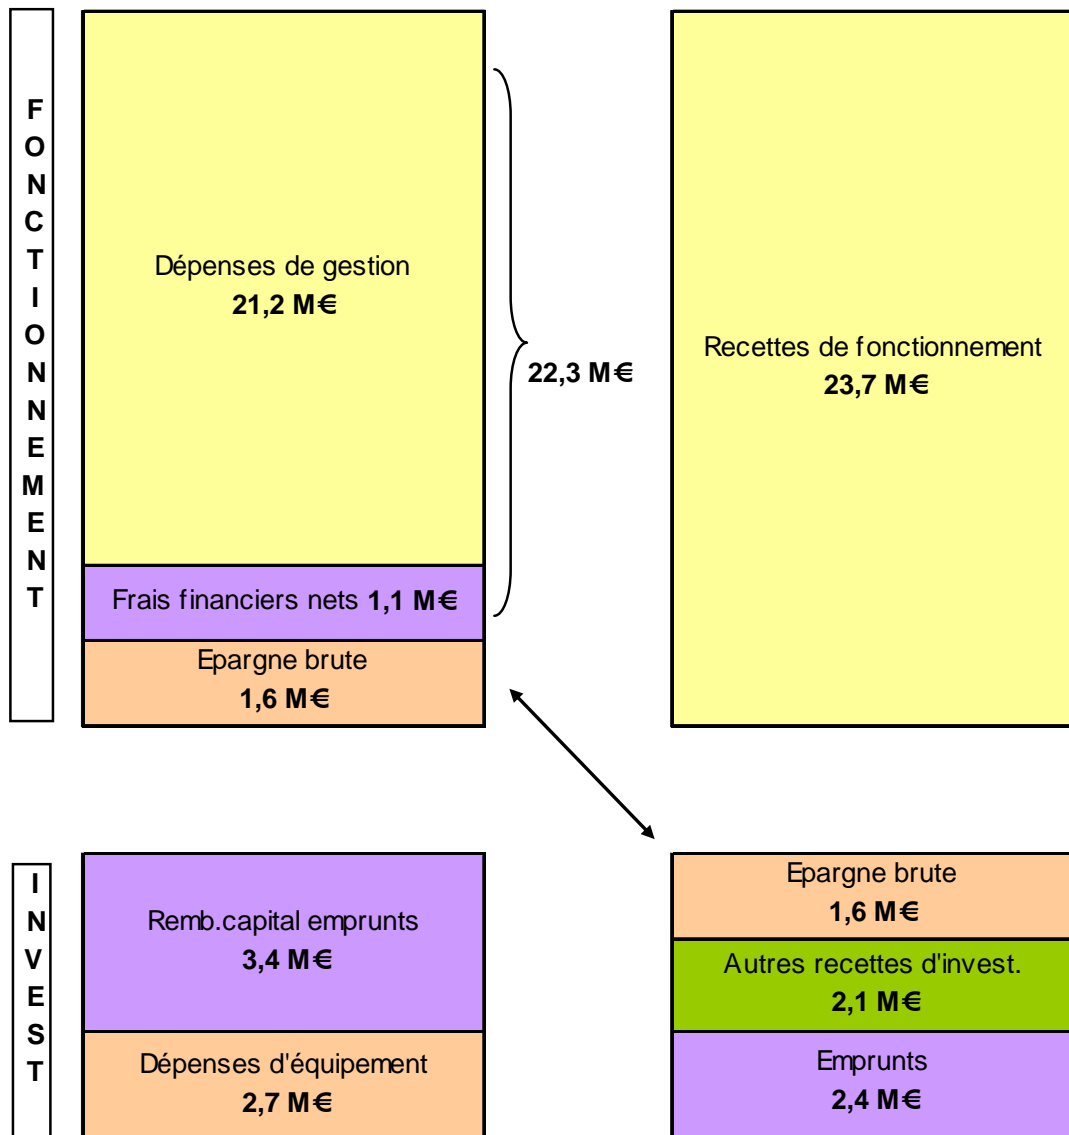 FONCTIONNEMENT
Dépenses de gestion
21,2 M€
22,3 M€
Frais financiers nets 1,1 M€
Epargne brute
1,6 M€
Recettes de fonctionnement
23,7 M€
INVEST
Remb.capital emprunts
3,4 M€
Dépenses d'équipement
2,7 M€
Epargne brute
1,6 M€
Autres recettes d'invest.
2,1 M€
Emprunts
2,4 M€